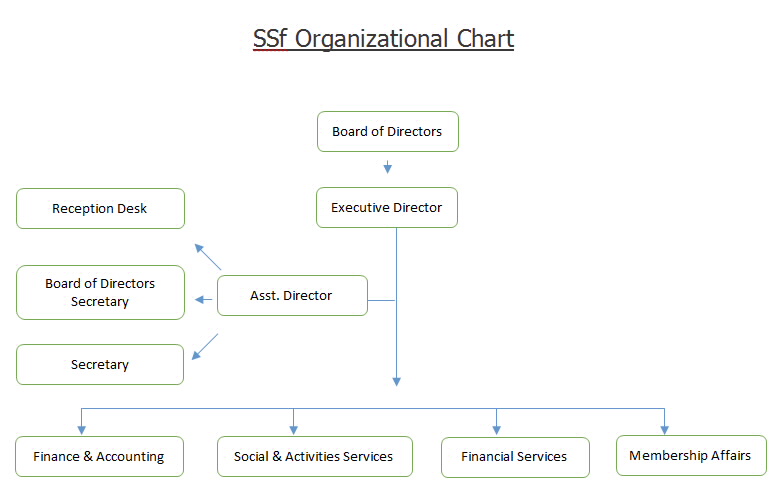 SSf Organizational Chart
Board of Directors
Executive Director
Reception Desk
Board of Directors
Secretary
Asst. Director
Secretary
Finance & Accounting
Social & Activities Services
Financial Services
Membership Affairs